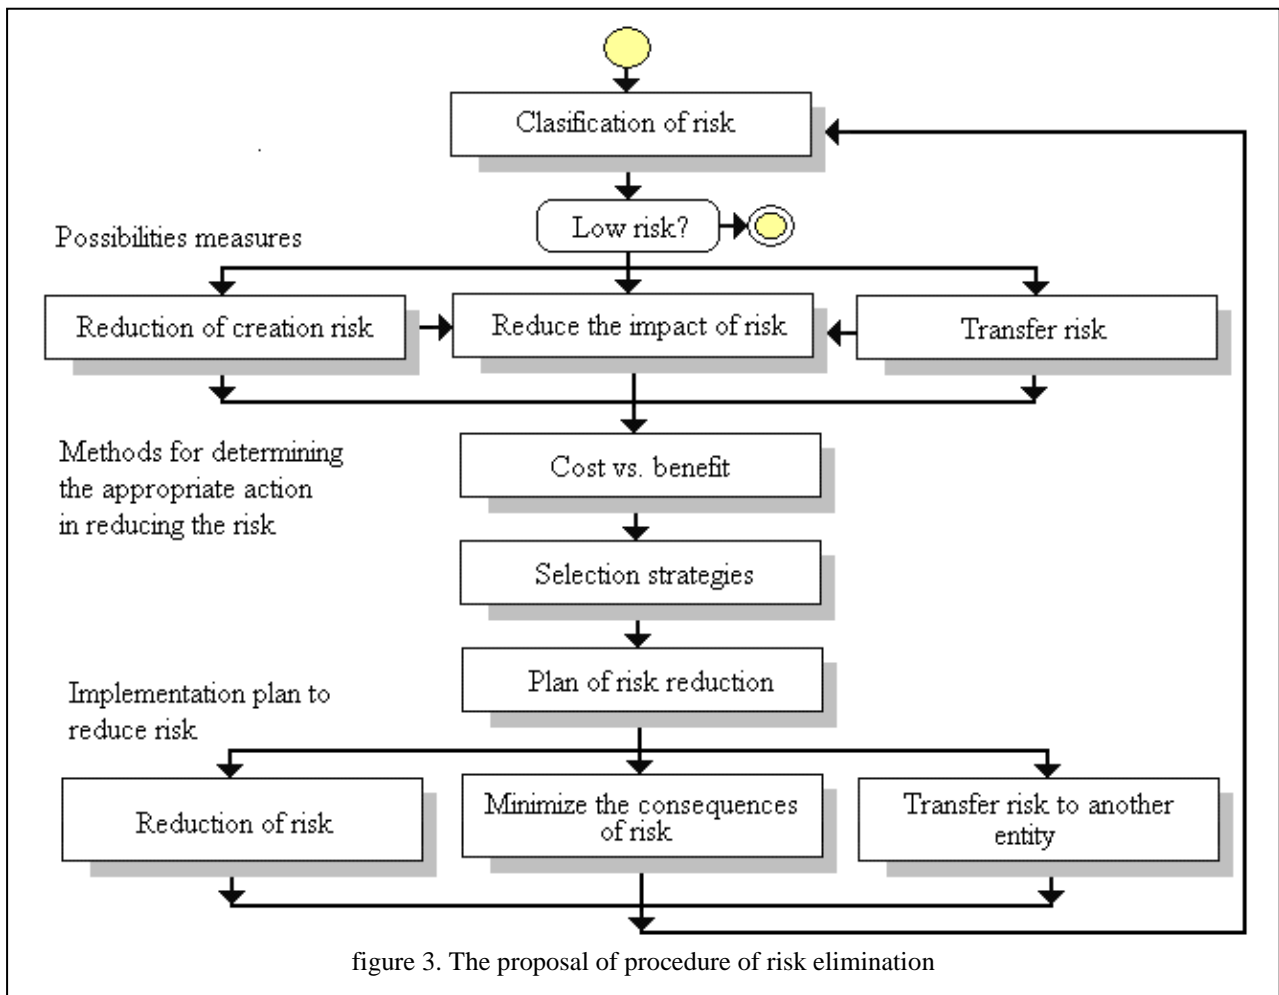 Clasification of risk
Low risk?
Possibilities measures
Reduction of creation risk
Reduce the impact of risk
Transfer risk
Methods for determining
the appropriate action
in reducing the risk
Cost vs. benefit
Selection strategies
Plan of risk reduction
Implementation plan to
reduce risk
Reduction of risk
Minimize the consequences
of risk
Transfer risk to another
entity
figure 3. The proposal of procedure of risk elimination